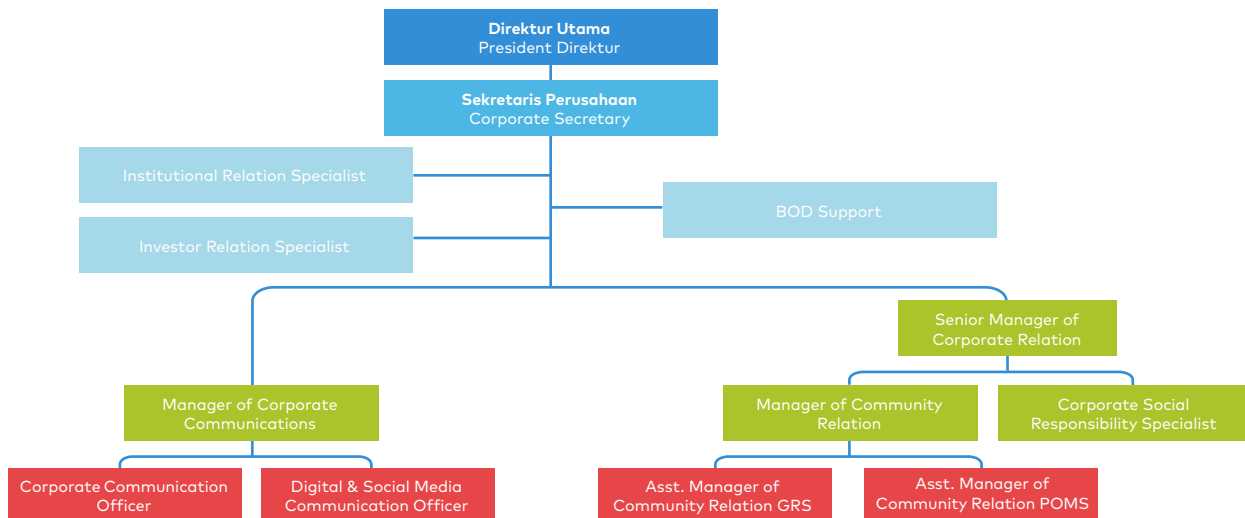 Direktur Utama
President Direktur
Sekretaris Perusahaan
Corporate Secretary
Institutional Relation Specialist
BOD Support
Investor Relation Specialist
Senior Manager of
Corporate Relation
Manager of Corporate
Communications
Manager of Community
Relation
Corporate Social
Responsibility Specialist
Corporate Communication
Officer
Digital & Social Media
Communication Officer
Asst. Manager of
Community Relation GRS
Asst. Manager of
Community Relation POMS